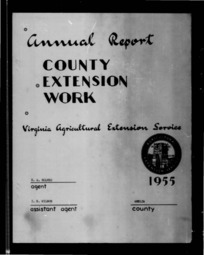 Annual Report
COUNTY
EXTENSION
WORK
Virginia Agricultural Extension Service
agent
1955
assistant agent
county